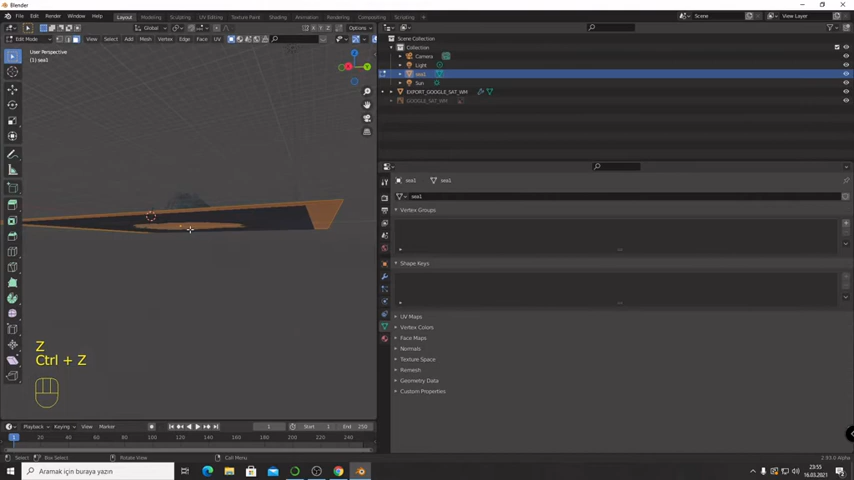 Blender
File Edit Render Window Help Layout Modeling Sculpting UV Editing Texture Paint Shading Animation Rendering Compositing Scripting + Scene View Layer
Global Options
Edit Mode View Select Add Mesh Vertex Edge Face UV
User Perspective
(1) sea1
Z
Ctrl + Z
Scene Collection
Collection
Camera
Light
sea1
Sun
EXPORT_GOOGLE_SAT_WM
GOOGLE_SAT_WM
sea1 sea1
sea1
Vertex Groups
Shape Keys
UV Maps
Vertex Colors
Face Maps
Normals
Texture Space
Remesh
Geometry Data
Custom Properties
Playback Keying View Marker 1 Start 1 End 250
1 20 40 60 80 100 120 140 160 180 200 220 240
Select Box Select Rotate View Call Menu 2.93.0 Alpha
Aramak için buraya yazın
23:55
16.03.2021